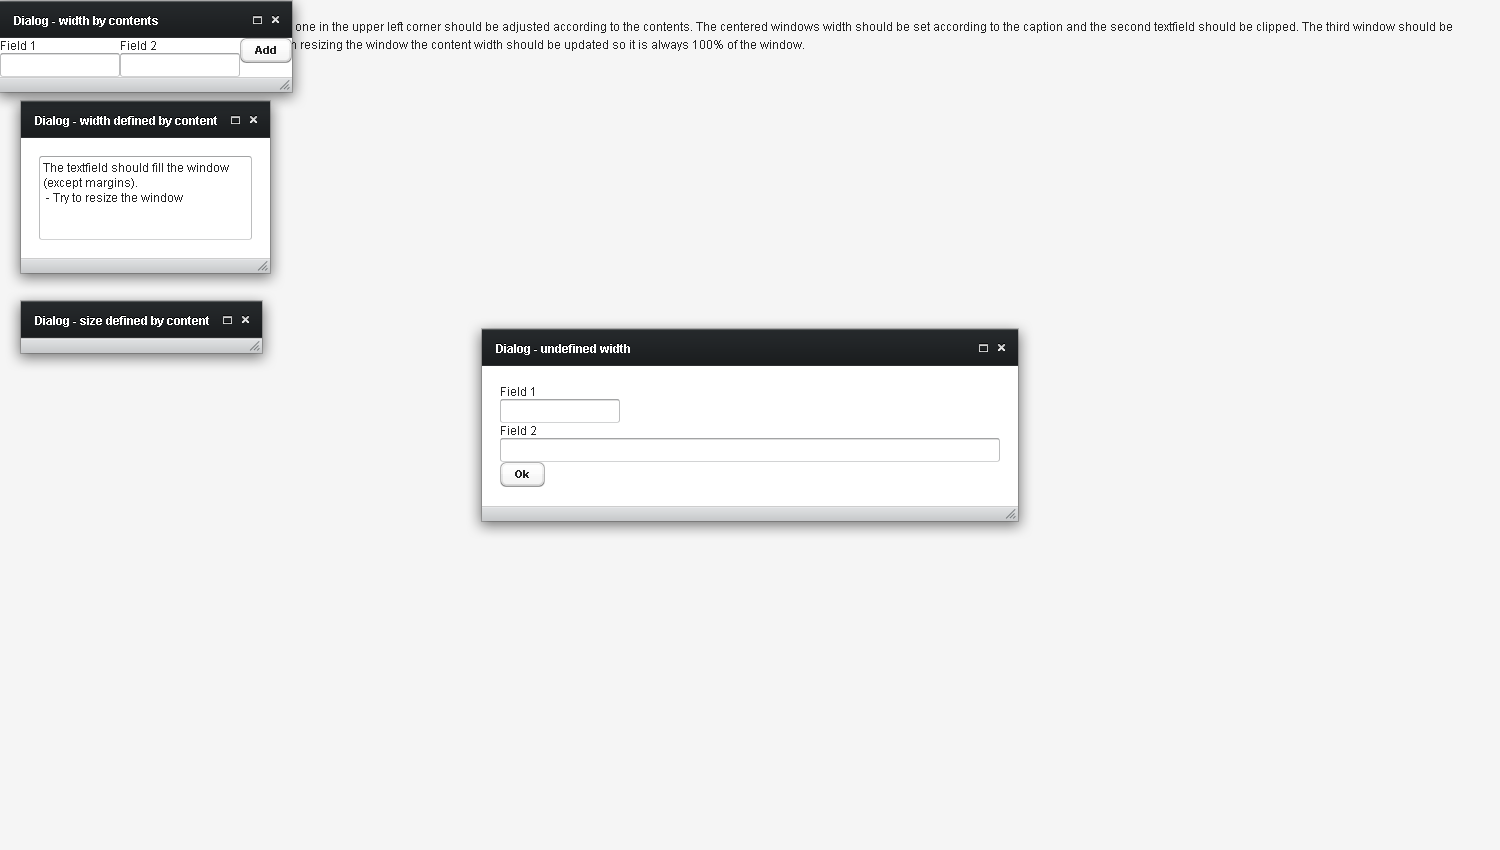 Dialog - width by contents
one in the upper left corner should be adjusted according to the contents. The centered windows width should be set according to the caption and the second textfield should be clipped. The third window should be
Field 1 Field 2 Add
resizing the window the content width should be updated so it is always 100% of the window.
Dialog - width defined by content
The textfield should fill the window
(except margins).
- Try to resize the window
Dialog - size defined by content
Dialog - undefined width
Field 1
Field 2
Ok